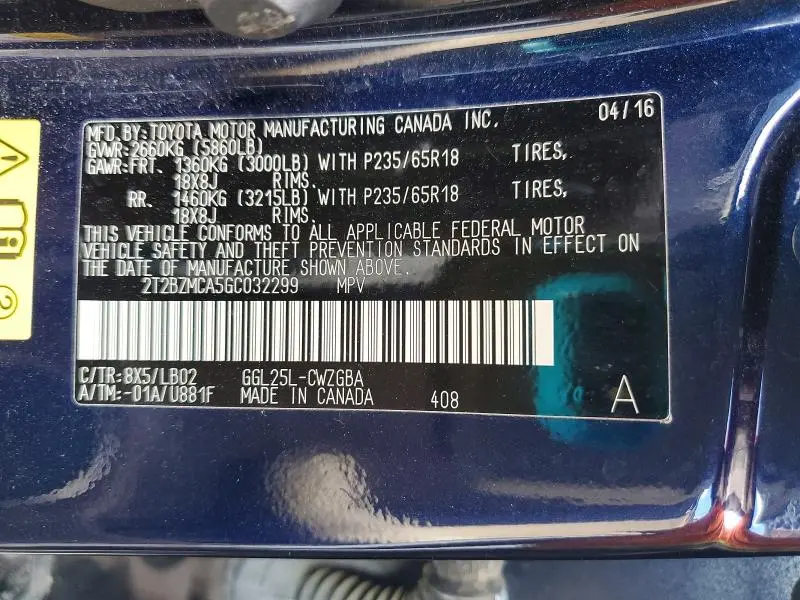 MFD.BY:TOYOTA MOTOR MANUFACTURING CANADA INC. 04/16
GVWR:2660KG (5860LB)
GAWR:FRT. 1360KG (3000LB) WITH P235/65R18 TIRES,
18X8J RIMS.
RR. 1460KG (3215LB) WITH P235/65R18 TIRES,
18X8J RIMS.
THIS VEHICLE CONFORMS TO ALL APPLICABLE FEDERAL MOTOR
VEHICLE SAFETY AND THEFT PREVENTION STANDARDS IN EFFECT ON
THE DATE OF MANUFACTURE SHOWN ABOVE.
2T2BZMCA5GC032299 MPV
C/TR:8X5/LB02 GGL25L-CWZGBA
A/TM:-01A/U881F MADE IN CANADA 408 A
2